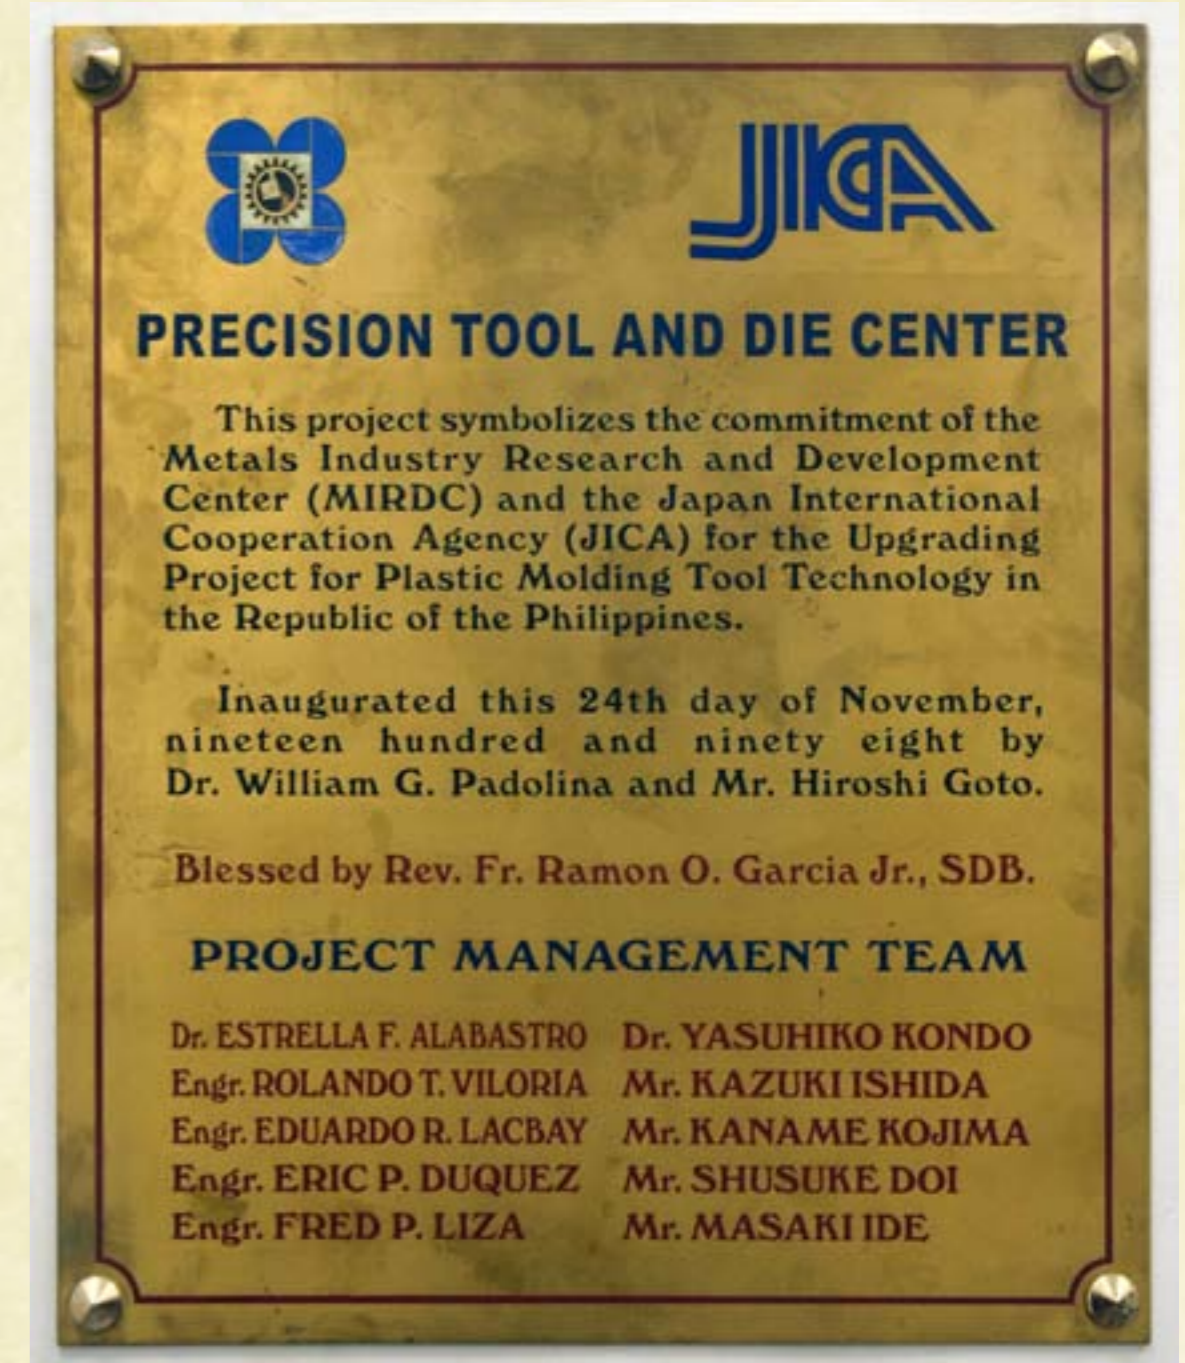 JICA
PRECISION TOOL AND DIE CENTER
This project symbolizes the commitment of the
Metals Industry Research and Development
Center (MIRDC) and the Japan International
Cooperation Agency (JICA) for the Upgrading
Project for Plastic Molding Tool Technology in
the Republic of the Philippines.
Inaugurated this 24th day of November,
nineteen hundred and ninety eight by
Dr. William G. Padolina and Mr. Hiroshi Goto.
Blessed by Rev. Fr. Ramon O. Garcia Jr., SDB.
PROJECT MANAGEMENT TEAM
Dr. ESTRELLA F. ALABASTRO Dr. YASUHIKO KONDO
Engr. ROLANDO T. VILORIA Mr. KAZUKI ISHIDA
Engr. EDUARDO R. LACBAY Mr. KANAME KOJIMA
Engr. ERIC P. DUQUEZ Mr. SHUSUKE DOI
Engr. FRED P. LIZA Mr. MASAKI IDE